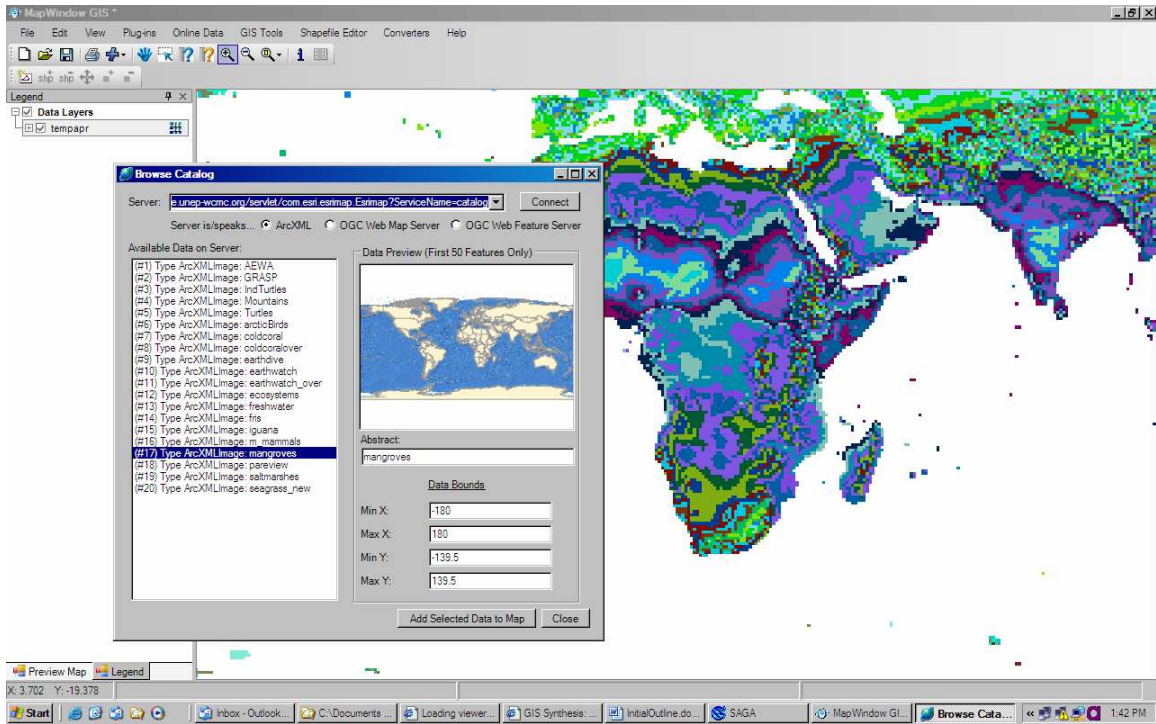 MapWindow GIS *
File Edit View Plug-ins Online Data GIS Tools Shapefile Editor Converters Help
shp shp
Legend
Data Layers
tempapr
Browse Catalog
Server: e.unep-wcmc.org/servlet/com.esri.esrimap.Esrimap?ServiceName=catalog Connect
Server is/speaks... ArcXML OGC Web Map Server OGC Web Feature Server
Available Data on Server:
(#1) Type ArcXMLImage: AEWA
(#2) Type ArcXMLImage: GRASP
(#3) Type ArcXMLImage: IndTurtles
(#4) Type ArcXMLImage: Mountains
(#5) Type ArcXMLImage: Turtles
(#6) Type ArcXMLImage: arcticBirds
(#7) Type ArcXMLImage: coldcoral
(#8) Type ArcXMLImage: coldcoralover
(#9) Type ArcXMLImage: earthdive
(#10) Type ArcXMLImage: earthwatch
(#11) Type ArcXMLImage: earthwatch_over
(#12) Type ArcXMLImage: ecosystems
(#13) Type ArcXMLImage: freshwater
(#14) Type ArcXMLImage: fris
(#15) Type ArcXMLImage: iguana
(#16) Type ArcXMLImage: m_mammals
(#17) Type ArcXMLImage: mangroves
(#18) Type ArcXMLImage: pareview
(#19) Type ArcXMLImage: saltmarshes
(#20) Type ArcXMLImage: seagrass_new
Data Preview (First 50 Features Only)
Abstract:
mangroves
Data Bounds
Min X: -180
Max X: 180
Min Y: -139.5
Max Y: 139.5
Add Selected Data to Map Close
Preview Map Legend
X: 3.702 Y: -19.378
Start Inbox - Outlook... C:\Documents ... Loading viewer... GIS Synthesis: ... InitialOutline.do... SAGA MapWindow GI... Browse Cata... 1:42 PM